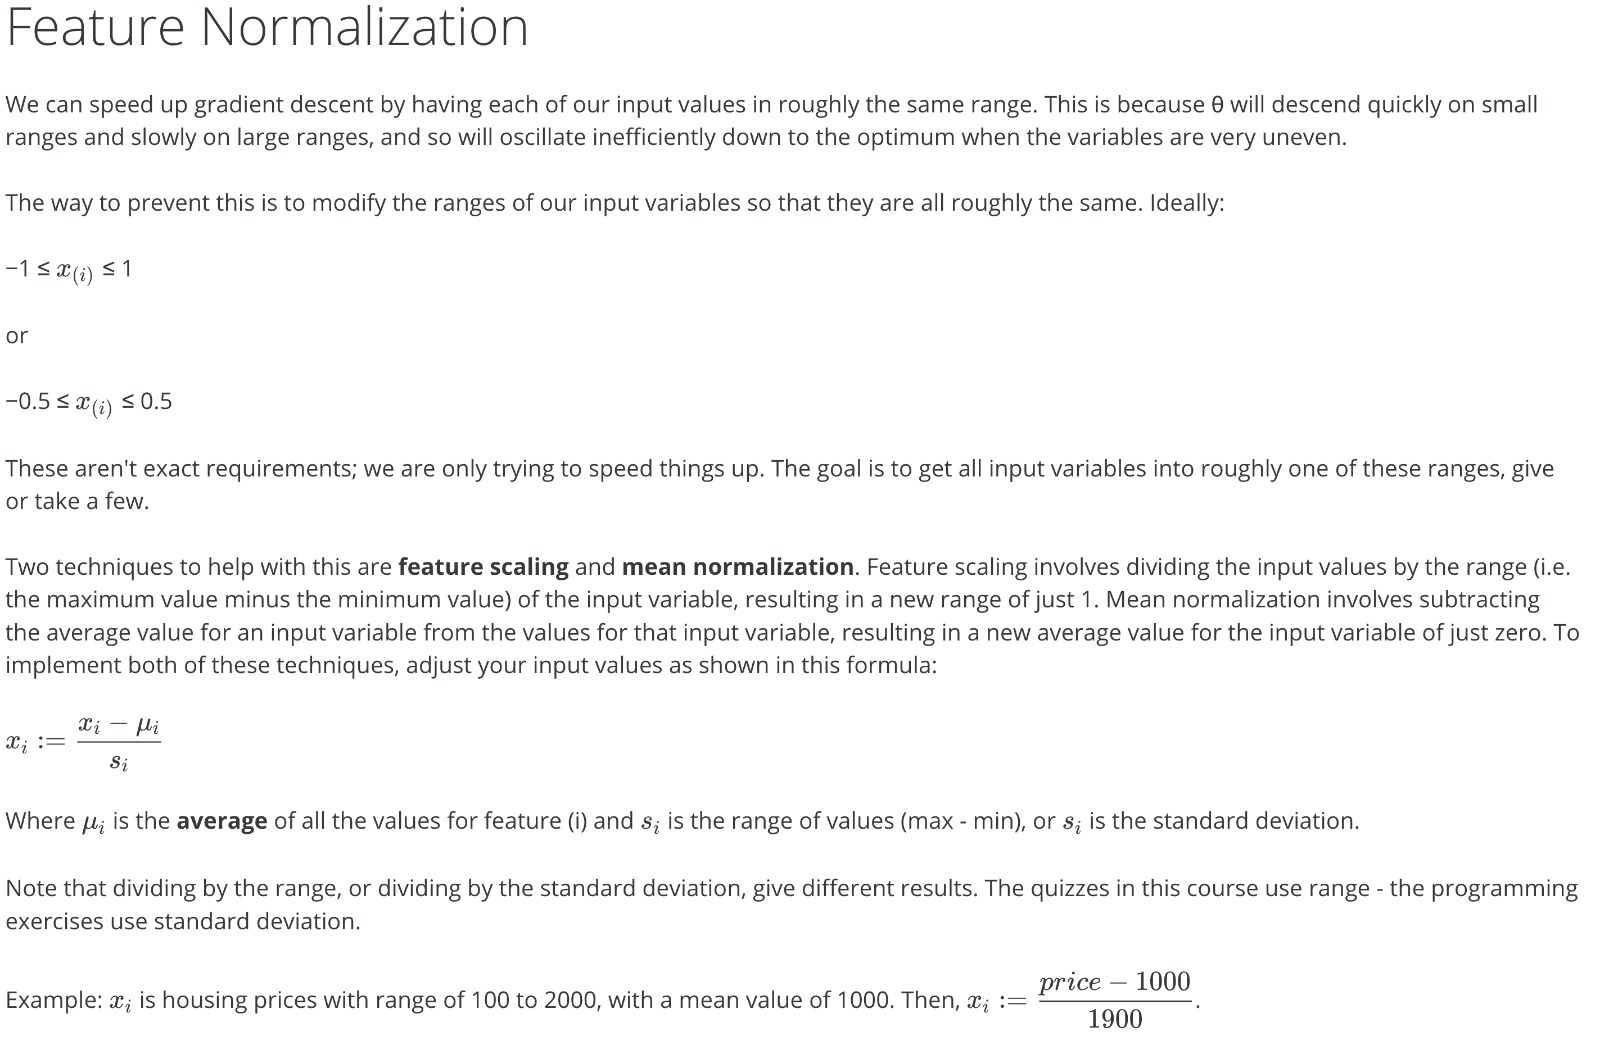 Feature Normalization
We can speed up gradient descent by having each of our input values in roughly the same range. This is because θ will descend quickly on small
ranges and slowly on large ranges, and so will oscillate inefficiently down to the optimum when the variables are very uneven.
The way to prevent this is to modify the ranges of our input variables so that they are all roughly the same. Ideally:
−1 ≤ x_{(i)} ≤ 1
or
−0.5 ≤ x_{(i)} ≤ 0.5
These aren't exact requirements; we are only trying to speed things up. The goal is to get all input variables into roughly one of these ranges, give
or take a few.
Two techniques to help with this are feature scaling and mean normalization. Feature scaling involves dividing the input values by the range (i.e.
the maximum value minus the minimum value) of the input variable, resulting in a new range of just 1. Mean normalization involves subtracting
the average value for an input variable from the values for that input variable, resulting in a new average value for the input variable of just zero. To
implement both of these techniques, adjust your input values as shown in this formula:
x_i := \frac{x_i − μ_i}{s_i}
Where μ_i is the average of all the values for feature (i) and s_i is the range of values (max - min), or s_i is the standard deviation.
Note that dividing by the range, or dividing by the standard deviation, give different results. The quizzes in this course use range - the programming
exercises use standard deviation.
Example: x_i is housing prices with range of 100 to 2000, with a mean value of 1000. Then, x_i := \frac{price − 1000}{1900}.